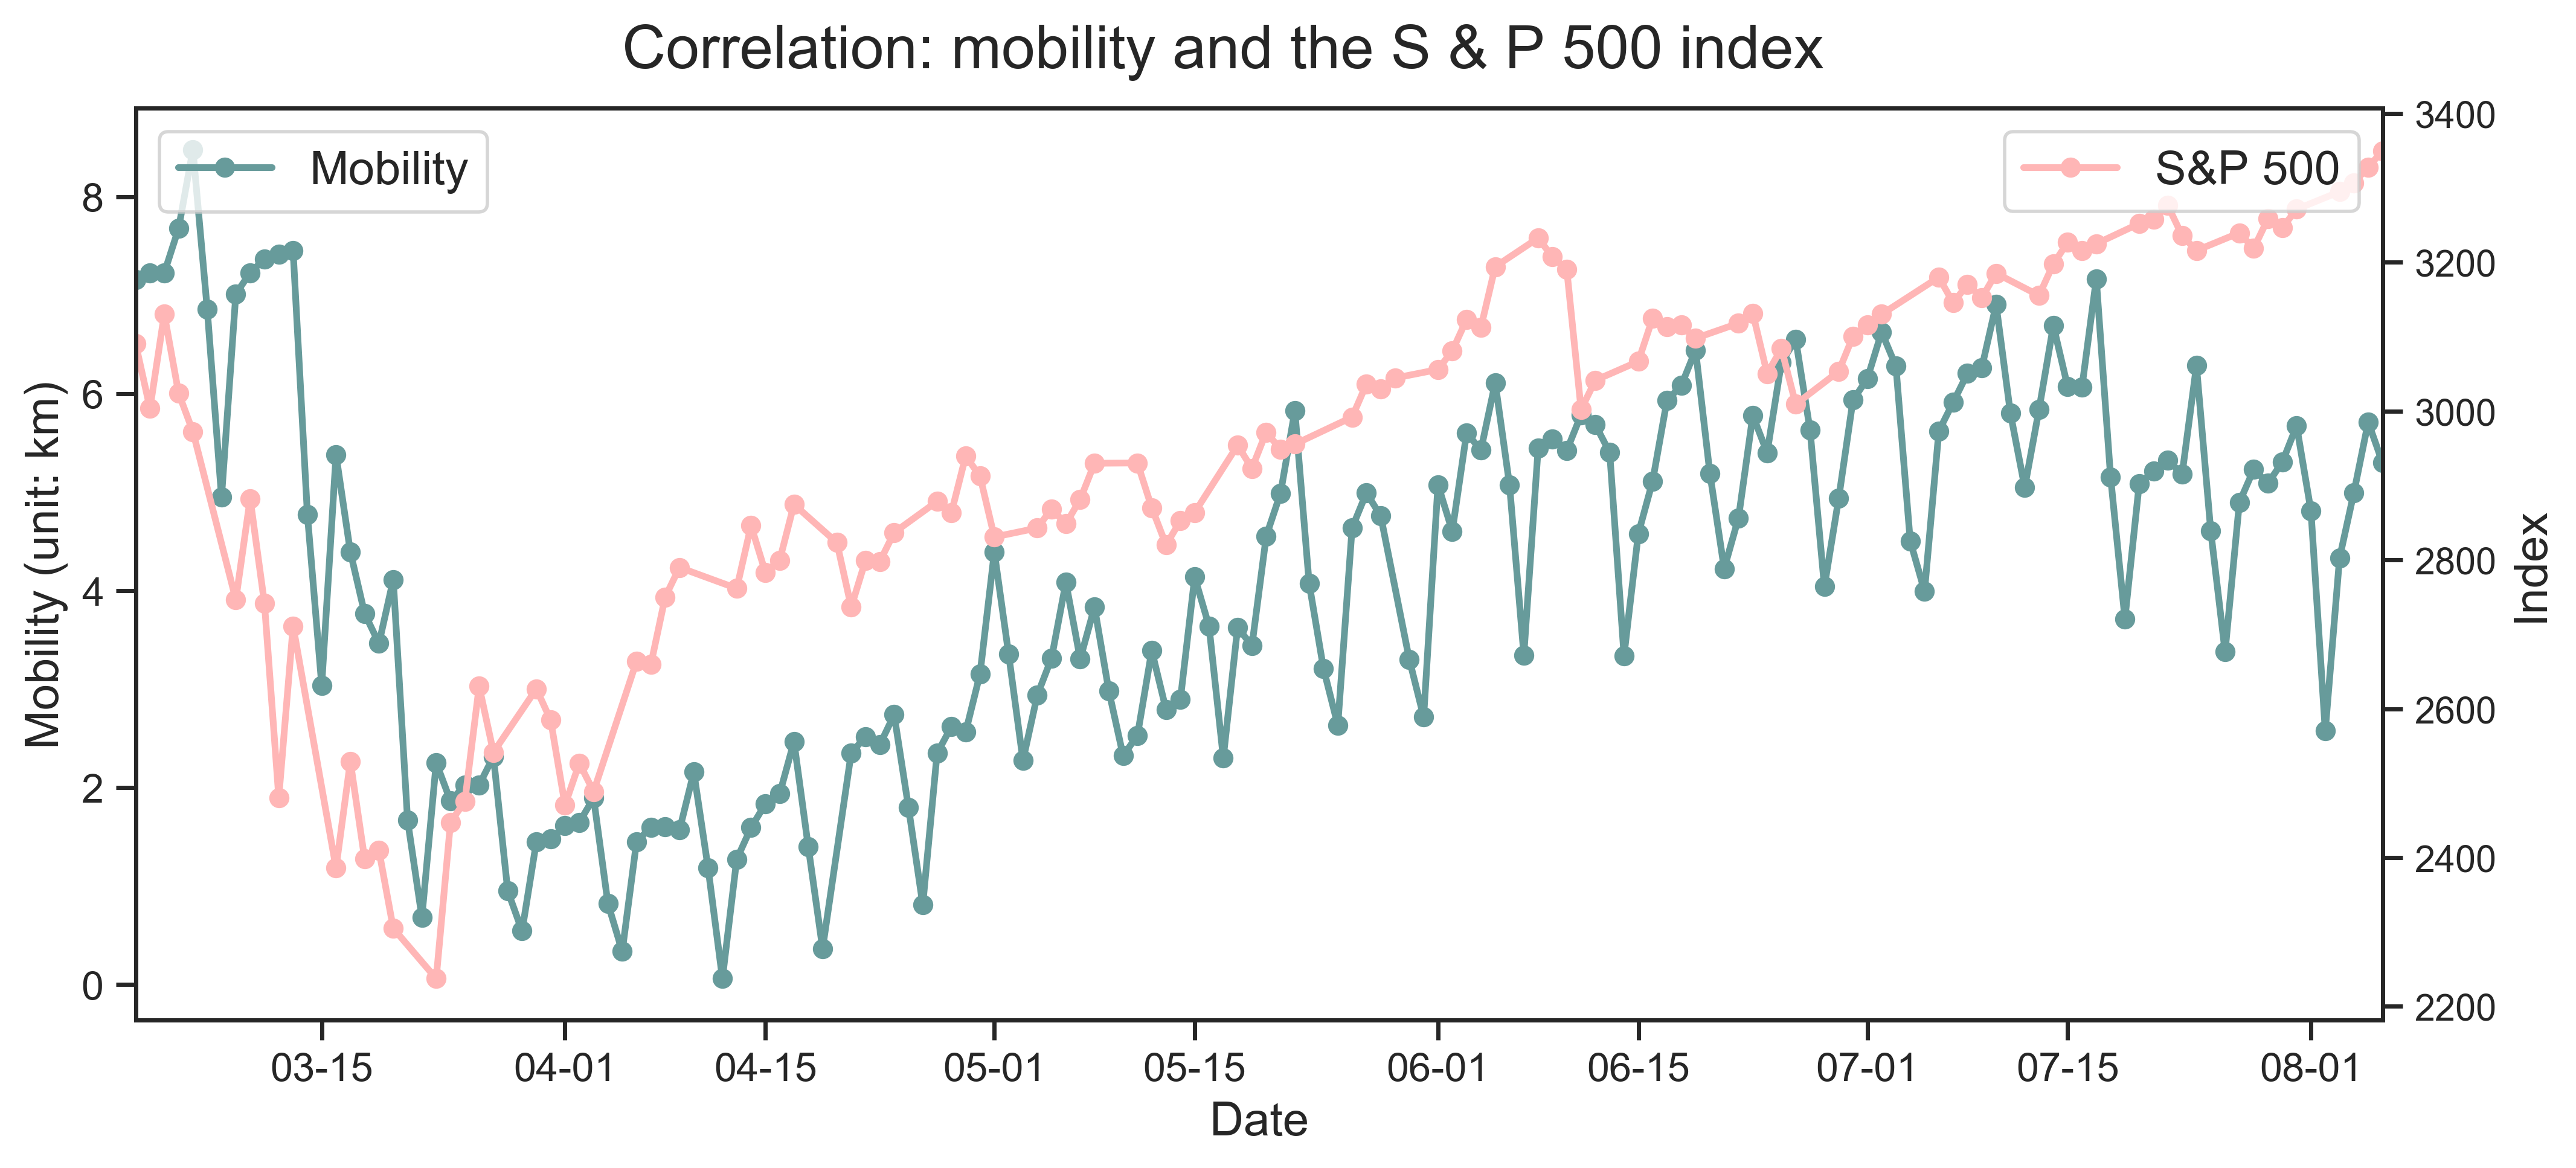 Correlation: mobility and the S & P 500 index
Mobility
S&P 500
Mobility (unit: km)
8
6
4
2
0
3400
3200
3000
2800
2600
2400
2200
Index
03-15 04-01 04-15 05-01 05-15 06-01 06-15 07-01 07-15 08-01
Date